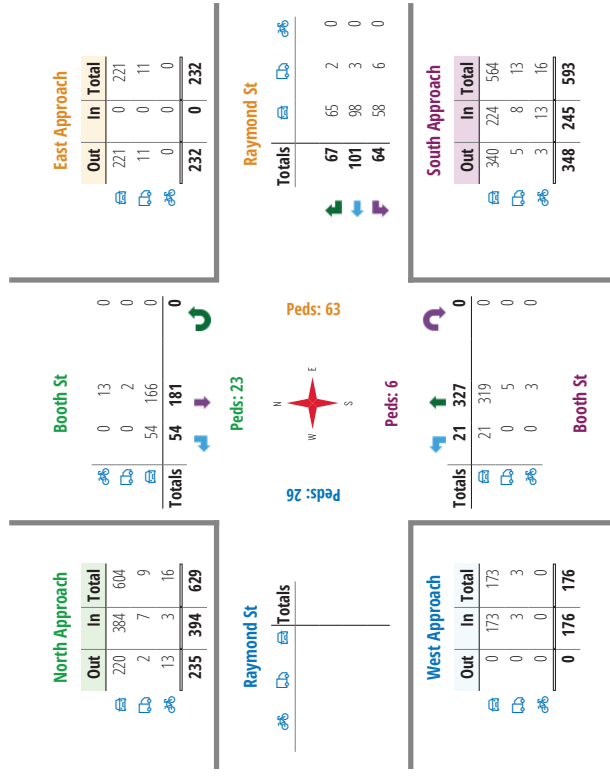 North Approach
Out In Total
220 384 604
2 7 9
13 3 16
235 394 629
Booth St
0 13 0
0 2 0
54 166 0
Totals 54 181 0
East Approach
Out In Total
221 0 221
11 0 11
0 0 0
232 0 232
Raymond St
Totals
Peds: 23
Peds: 26
N
W
E
S
Peds: 63
Peds: 6
Raymond St
Totals
67 65 2 0
101 98 3 0
64 58 6 0
West Approach
Out In Total
0 173 173
0 3 3
0 0 0
0 176 176
Totals 21 327 0
21 319 0
0 5 0
0 3 0
Booth St
South Approach
Out In Total
340 224 564
5 8 13
3 13 16
348 245 593